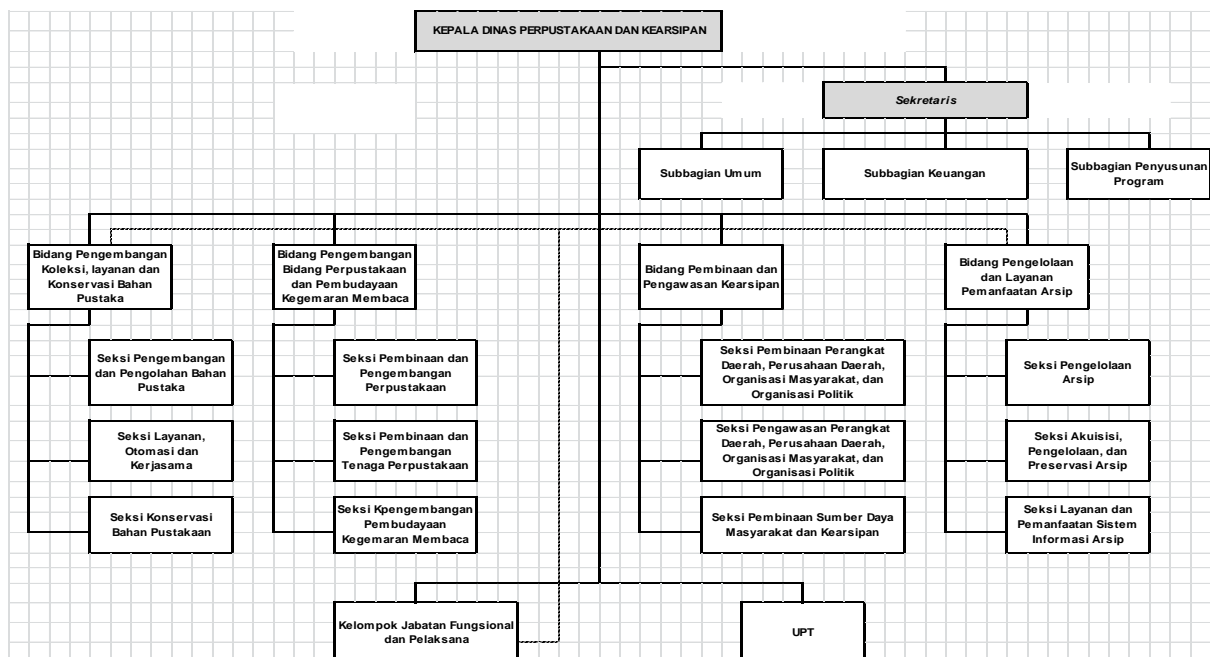 KEPALA DINAS PERPUSTAKAAN DAN KEARSIPAN
Sekretaris
Subbagian Umum
Subbagian Keuangan
Subbagian Penyusunan
Program
Bidang Pengembangan
Koleksi, layanan dan
Konservasi Bahan
Pustaka
Bidang Pengembangan
Bidang Perpustakaan
dan Pembudayaan
Kegemaran Membaca
Bidang Pembinaan dan
Pengawasan Kearsipan
Bidang Pengelolaan
dan Layanan
Pemanfaatan Arsip
Seksi Pengembangan
dan Pengolahan Bahan
Pustaka
Seksi Pembinaan dan
Pengembangan
Perpustakaan
Seksi Pembinaan Perangkat
Daerah, Perusahaan Daerah,
Organisasi Masyarakat, dan
Organisasi Politik
Seksi Pengelolaan
Arsip
Seksi Layanan,
Otomasi dan
Kerjasama
Seksi Pembinaan dan
Pengembangan
Tenaga Perpustakaan
Seksi Pengawasan Perangkat
Daerah, Perusahaan Daerah,
Organisasi Masyarakat, dan
Organisasi Politik
Seksi Akuisisi,
Pengelolaan, dan
Preservasi Arsip
Seksi Konservasi
Bahan Pustakaan
Seksi Kpengembangan
Pembudayaan
Kegemaran Membaca
Seksi Pembinaan Sumber Daya
Masyarakat dan Kearsipan
Seksi Layanan dan
Pemanfaatan Sistem
Informasi Arsip
Kelompok Jabatan Fungsional
dan Pelaksana
UPT